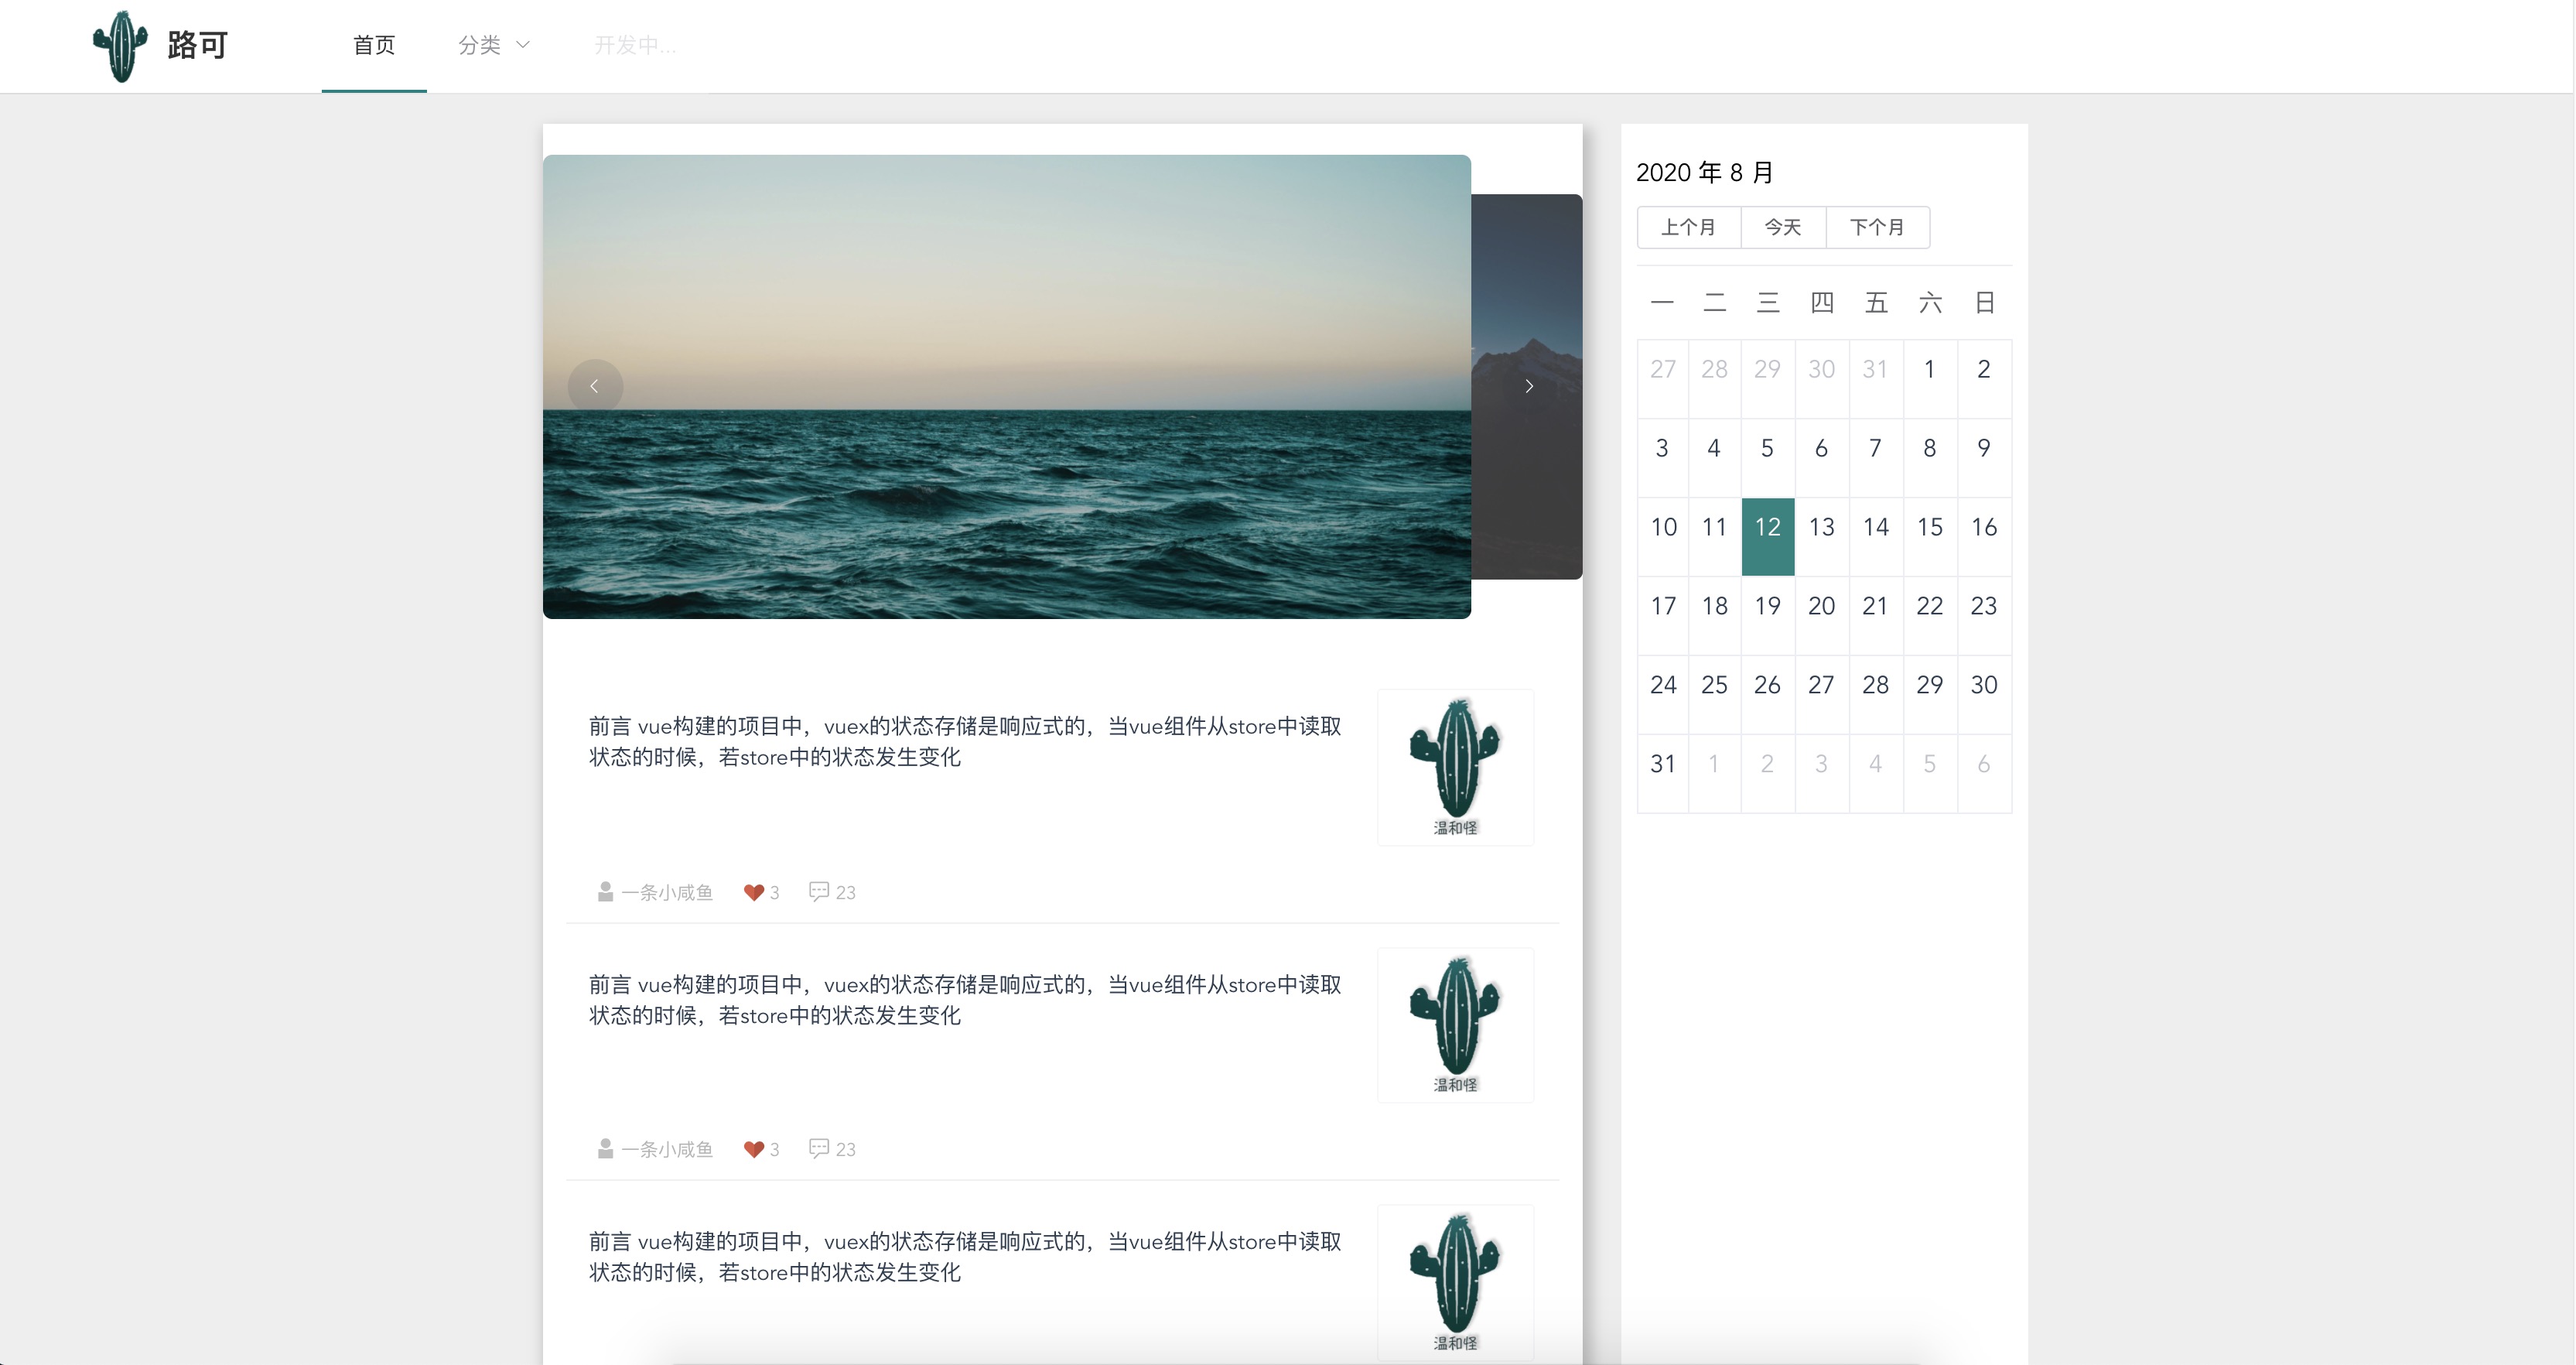 路可
首页 分类 开发中...
2020 年 8 月
上个月 今天 下个月
一 二 三 四 五 六 日
27 28 29 30 31 1 2
3 4 5 6 7 8 9
10 11 12 13 14 15 16
17 18 19 20 21 22 23
24 25 26 27 28 29 30
31 1 2 3 4 5 6
前言 vue构建的项目中，vuex的状态存储是响应式的，当vue组件从store中读取
状态的时候，若store中的状态发生变化
温和怪
一条小咸鱼 3 23
前言 vue构建的项目中，vuex的状态存储是响应式的，当vue组件从store中读取
状态的时候，若store中的状态发生变化
温和怪
一条小咸鱼 3 23
前言 vue构建的项目中，vuex的状态存储是响应式的，当vue组件从store中读取
状态的时候，若store中的状态发生变化
温和怪